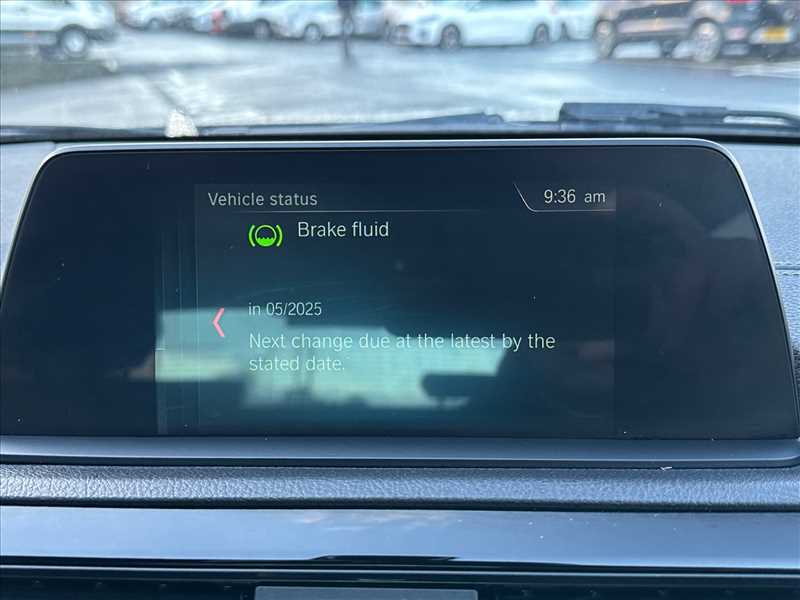 Vehicle status
9:36 am
Brake fluid
in 05/2025
Next change due at the latest by the
stated date.